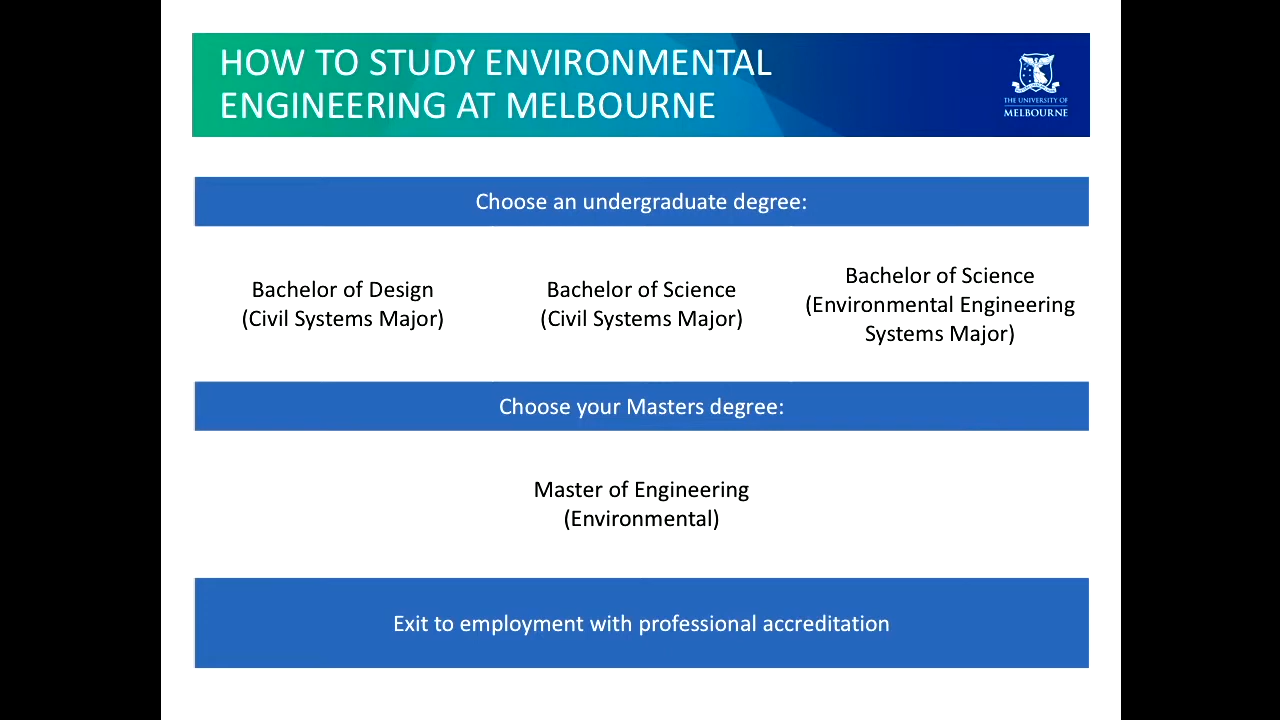 HOW TO STUDY ENVIRONMENTAL
ENGINEERING AT MELBOURNE
THE UNIVERSITY OF
MELBOURNE
Choose an undergraduate degree:
Bachelor of Design
(Civil Systems Major)
Bachelor of Science
(Civil Systems Major)
Bachelor of Science
(Environmental Engineering
Systems Major)
Choose your Masters degree:
Master of Engineering
(Environmental)
Exit to employment with professional accreditation